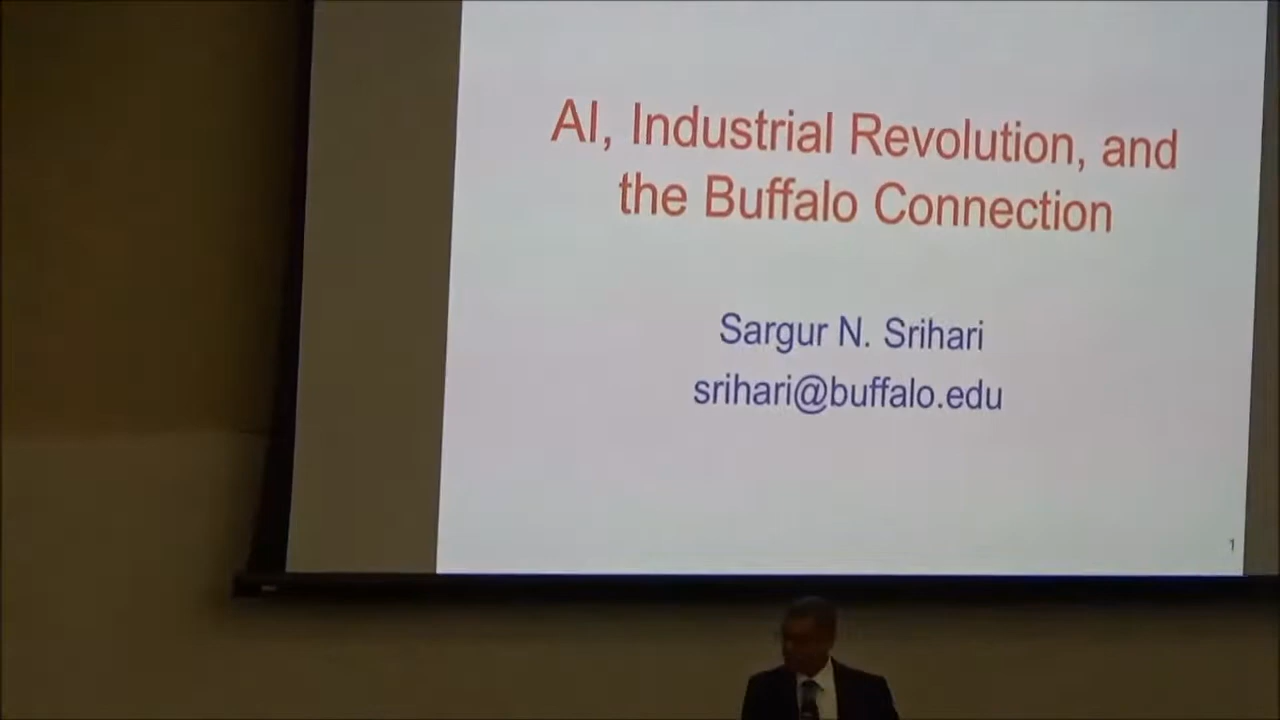 AI, Industrial Revolution, and
the Buffalo Connection
Sargur N. Srihari
srihari@buffalo.edu
1